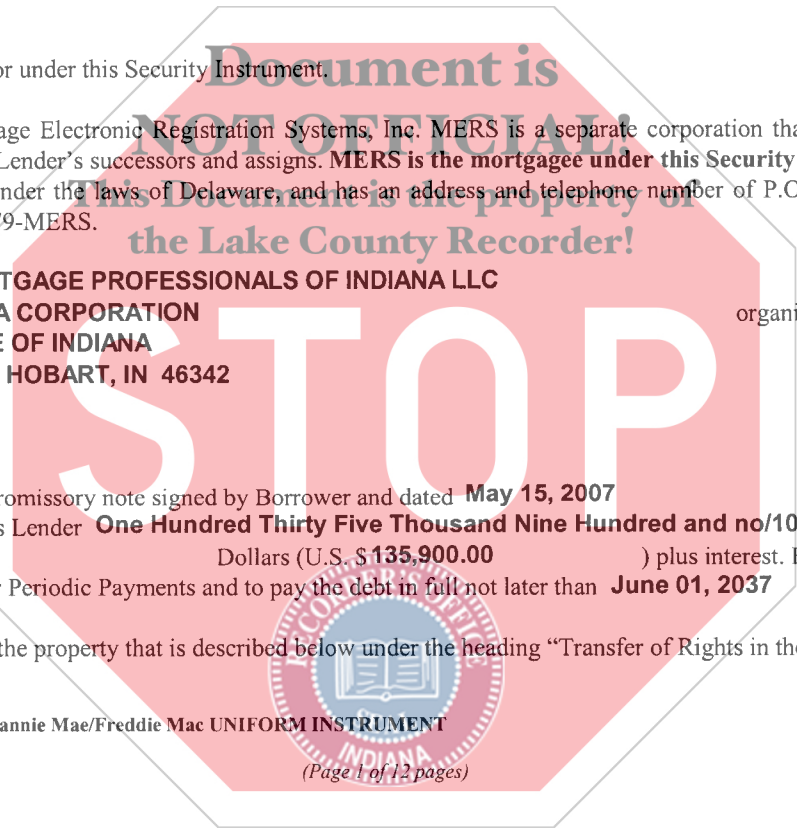 or under this Security Instrument.
Document is
age Electronic Registration Systems, Inc. MERS is a separate corporation tha
NOT OFFICIAL!
Lender's successors and assigns. MERS is the mortgagee under this Security
nder the laws of Delaware, and has an address and telephone number of P.O
This Document is the property of
79-MERS.
the Lake County Recorder!
TGAGE PROFESSIONALS OF INDIANA LLC
A CORPORATION organi
E OF INDIANA
HOBART, IN 46342
STOP
romissory note signed by Borrower and dated May 15, 2007
s Lender One Hundred Thirty Five Thousand Nine Hundred and no/10
Dollars (U.S. $135,900.00 ) plus interest. B
r Periodic Payments and to pay the debt in full not later than June 01, 2037
OFFICE
the property that is described below under the heading “Transfer of Rights in the
SEAL
annie Mae/Freddie Mac UNIFORM INSTRUMENT
INDIANA
(Page 1 of 12 pages)